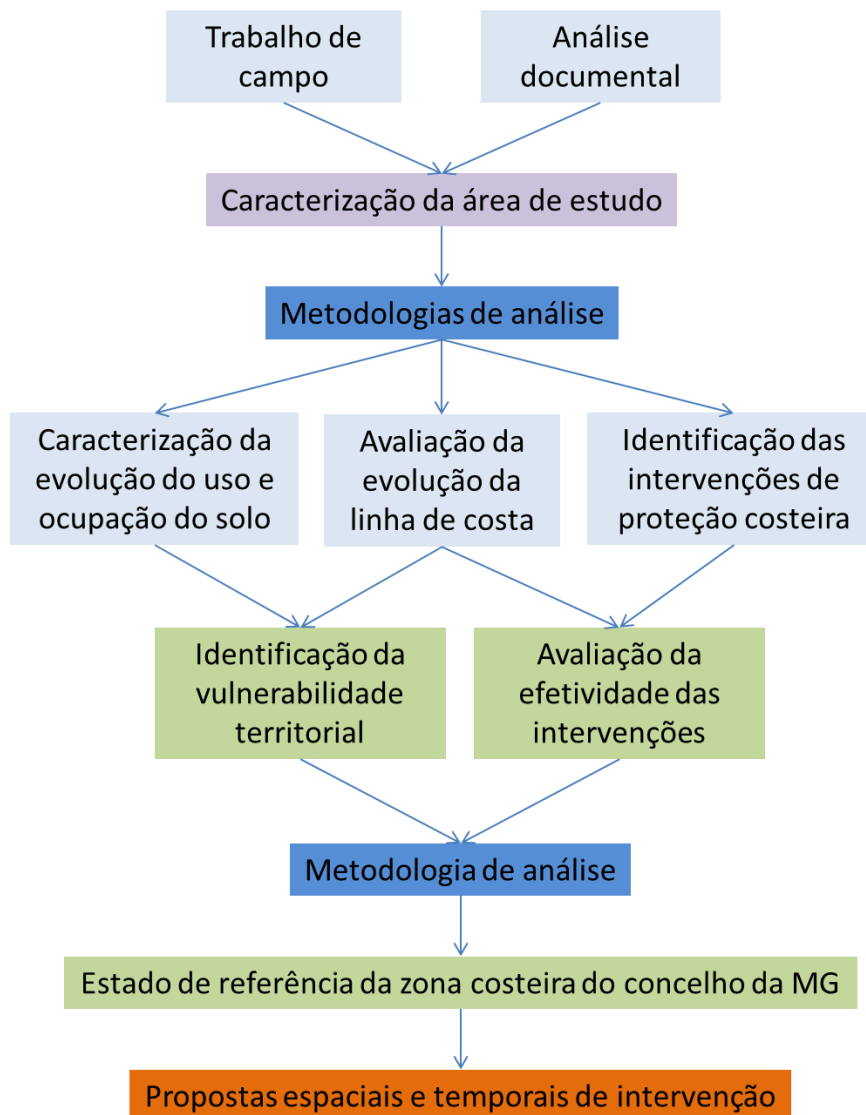 Trabalho de
campo
Análise
documental
Caracterização da área de estudo
Metodologias de análise
Caracterização da
evolução do uso e
ocupação do solo
Avaliação da
evolução da
linha de costa
Identificação das
intervenções de
proteção costeira
Identificação da
vulnerabilidade
territorial
Avaliação da
efetividade das
intervenções
Metodologia de análise
Estado de referência da zona costeira do concelho da MG
Propostas espaciais e temporais de intervenção